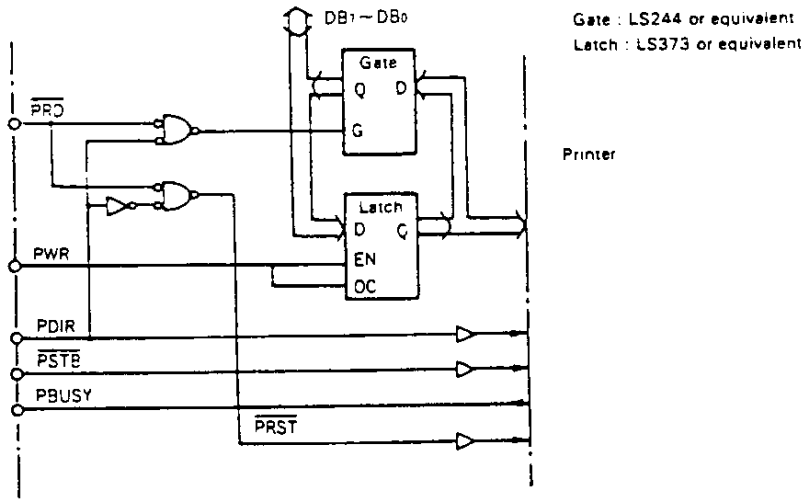 DB₇~DB₀
Gate : LS244 or equivalent
Latch : LS373 or equivalent
Gate
Q D
G
PRD
Printer
Latch
D Q
EN
OC
PWR
PDIR
PSTB
PBUSY
PRST